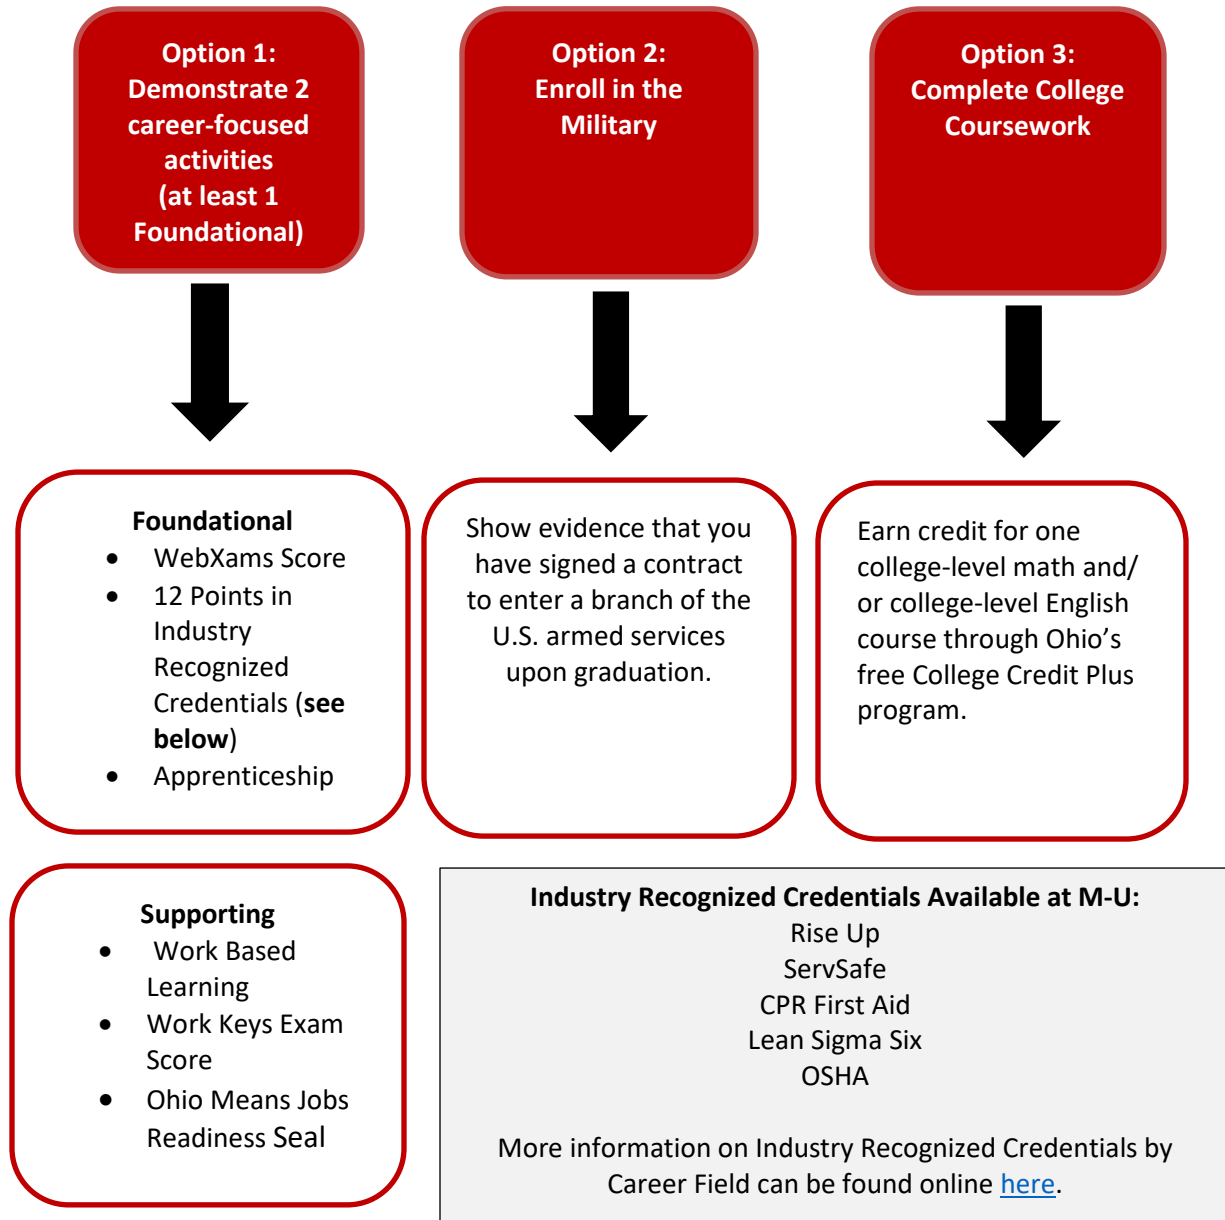 Option 1:
Demonstrate 2
career-focused
activities
(at least 1
Foundational)
Option 2:
Enroll in the
Military
Option 3:
Complete College
Coursework
Foundational
• WebXams Score
• 12 Points in
Industry
Recognized
Credentials (see
below)
• Apprenticeship
Show evidence that you
have signed a contract
to enter a branch of the
U.S. armed services
upon graduation.
Earn credit for one
college-level math and/
or college-level English
course through Ohio’s
free College Credit Plus
program.
Supporting
• Work Based
Learning
• Work Keys Exam
Score
• Ohio Means Jobs
Readiness Seal
Industry Recognized Credentials Available at M-U:
Rise Up
ServSafe
CPR First Aid
Lean Sigma Six
OSHA
More information on Industry Recognized Credentials by
Career Field can be found online here.